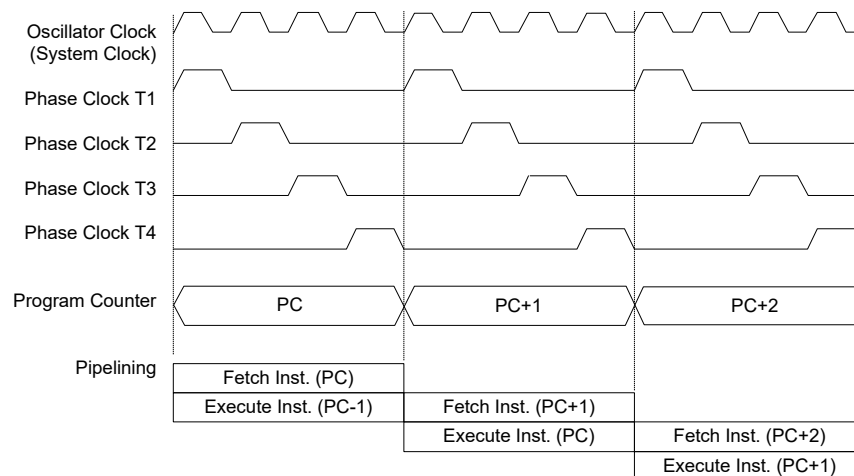 Oscillator Clock
(System Clock)
Phase Clock T1
Phase Clock T2
Phase Clock T3
Phase Clock T4
Program Counter
PC
PC+1
PC+2
Pipelining
Fetch Inst. (PC)
Execute Inst. (PC-1)
Fetch Inst. (PC+1)
Execute Inst. (PC)
Fetch Inst. (PC+2)
Execute Inst. (PC+1)